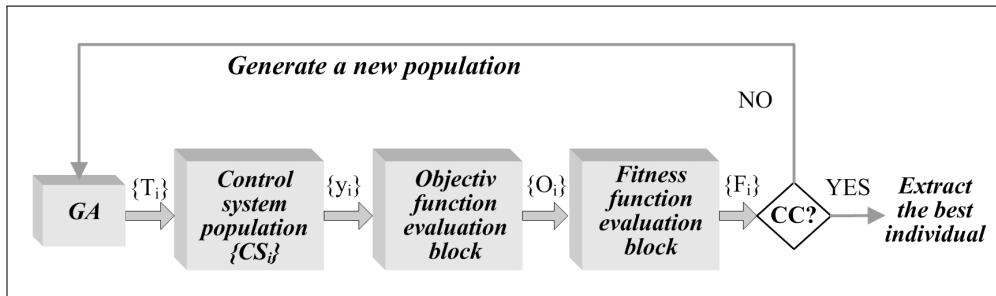 Generate a new population
NO
GA
{Tᵢ}
Control
system
population
{CSᵢ}
{yᵢ}
Objectiv
function
evaluation
block
{Oᵢ}
Fitness
function
evaluation
block
{Fᵢ}
CC?
YES
Extract
the best
individual